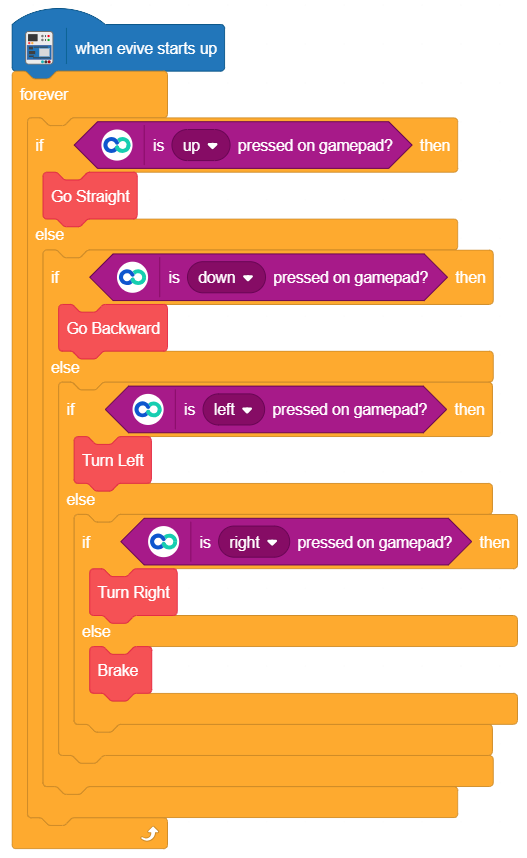 when evive starts up
forever
if is up pressed on gamepad? then
Go Straight
else
if is down pressed on gamepad? then
Go Backward
else
if is left pressed on gamepad? then
Turn Left
else
if is right pressed on gamepad? then
Turn Right
else
Brake